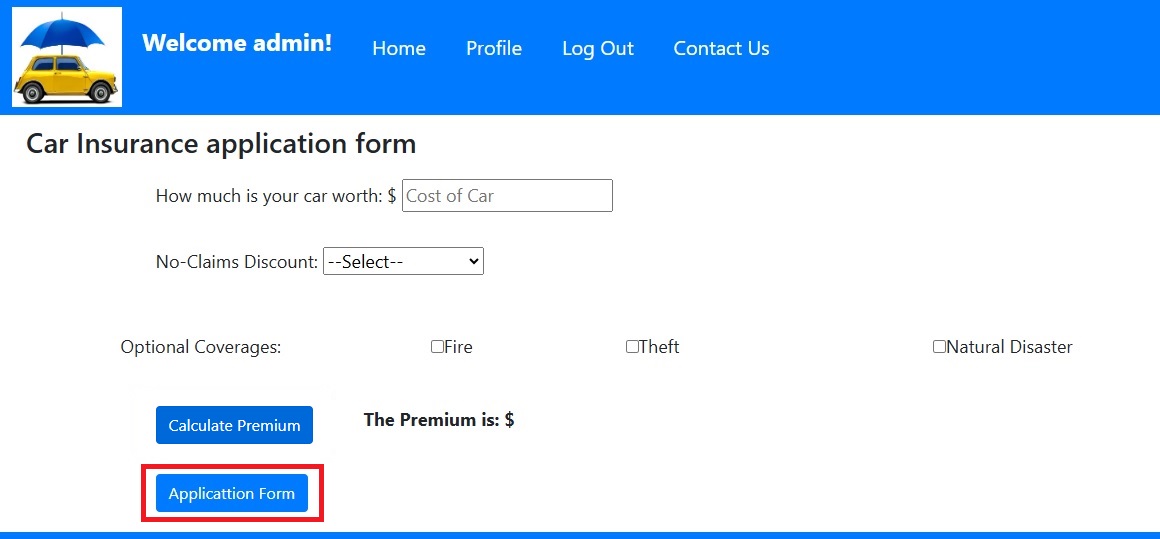 Welcome admin! Home Profile Log Out Contact Us
Car Insurance application form
How much is your car worth: $ Cost of Car
No-Claims Discount: --Select--
Optional Coverages: Fire Theft Natural Disaster
Calculate Premium The Premium is: $
Applicattion Form